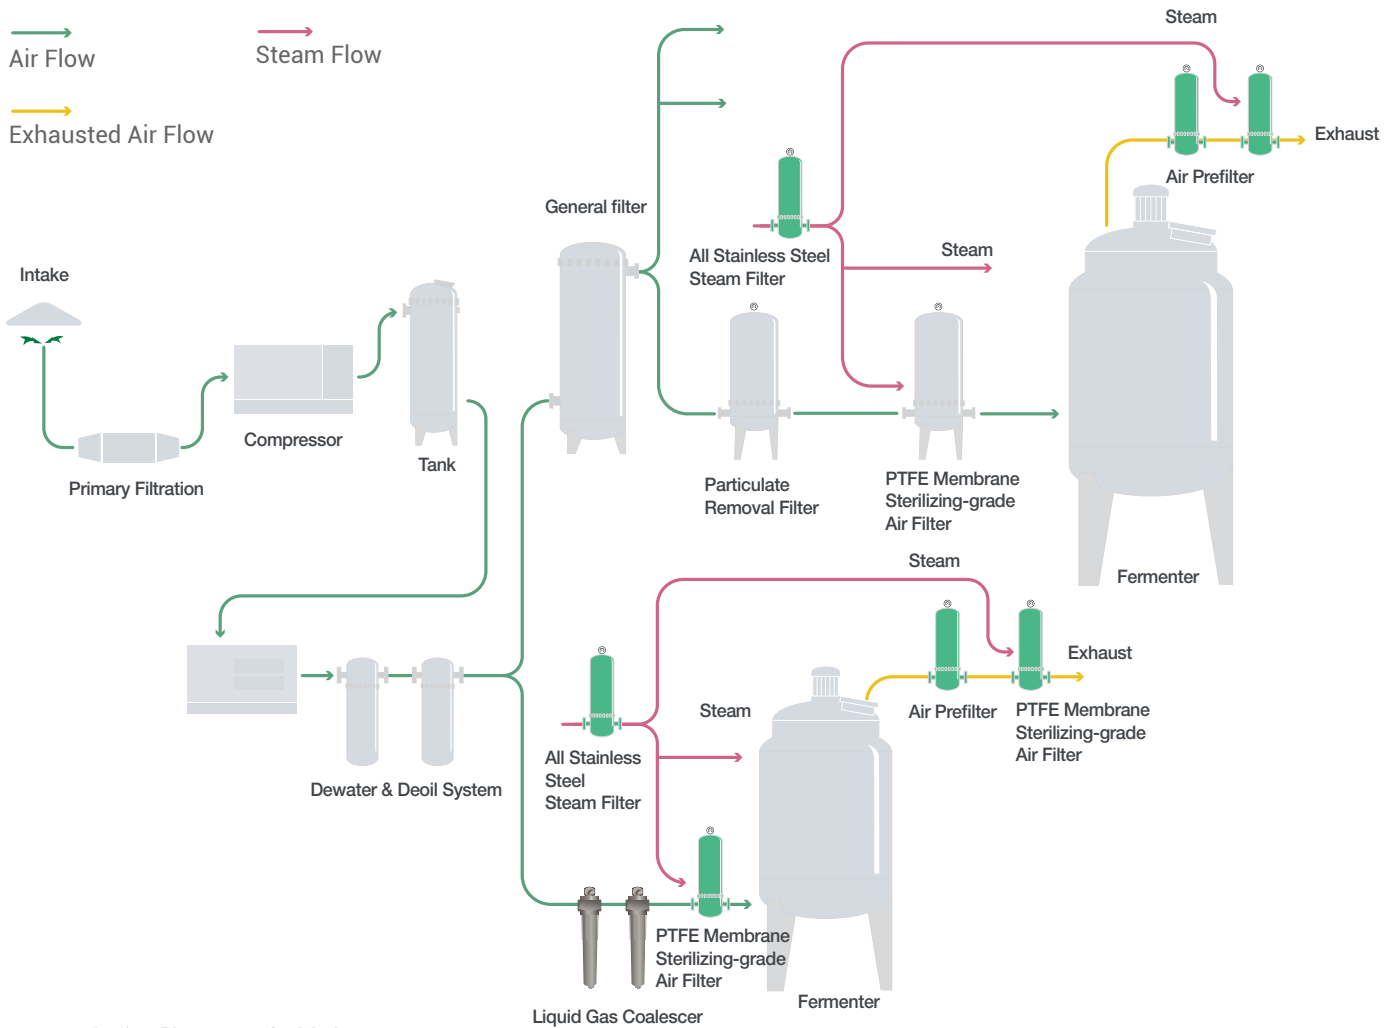 Air Flow
Steam Flow
Exhausted Air Flow
Steam
Exhaust
Air Prefilter
General filter
All Stainless Steel
Steam Filter
Steam
Intake
Compressor
Tank
Primary Filtration
Particulate
Removal Filter
PTFE Membrane
Sterilizing-grade
Air Filter
Fermenter
Steam
Exhaust
Air Prefilter
PTFE Membrane
Sterilizing-grade
Air Filter
Steam
All Stainless
Steel
Steam Filter
Dewater & Deoil System
PTFE Membrane
Sterilizing-grade
Air Filter
Fermenter
Liquid Gas Coalescer